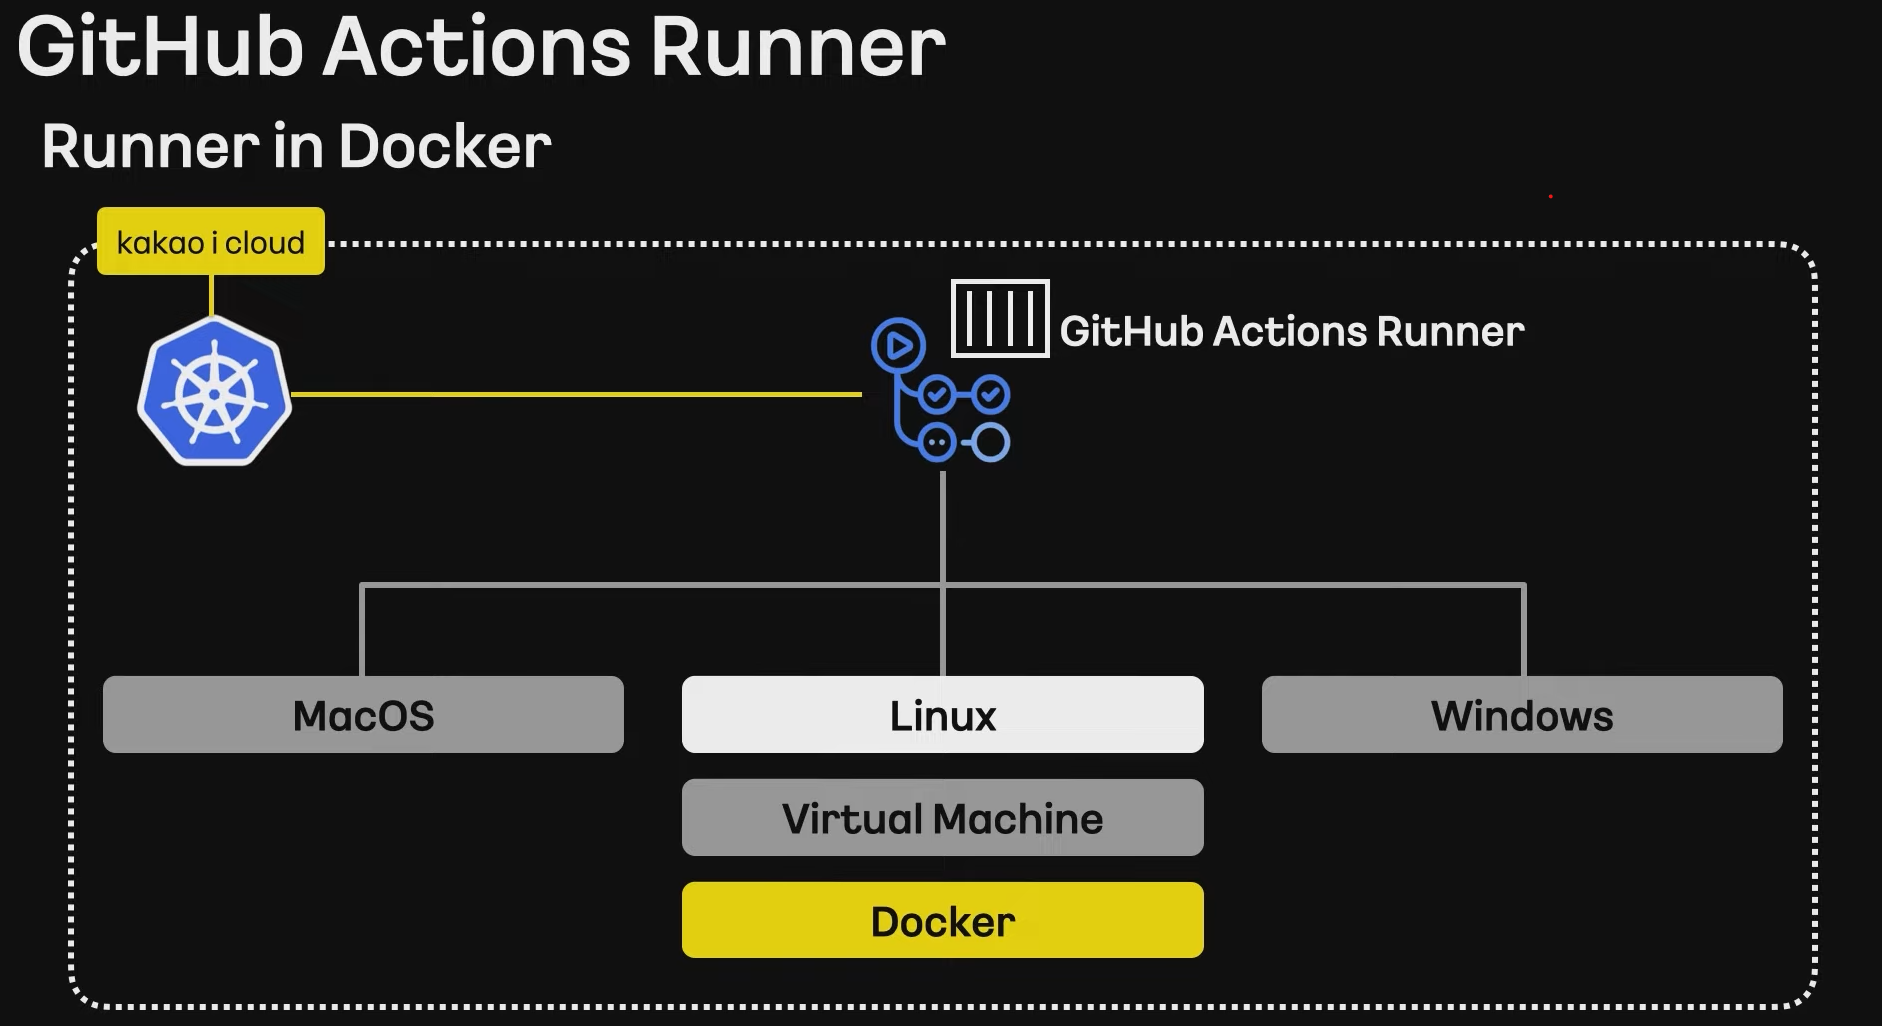 GitHub Actions Runner
Runner in Docker
kakao i cloud
GitHub Actions Runner
MacOS
Linux
Windows
Virtual Machine
Docker